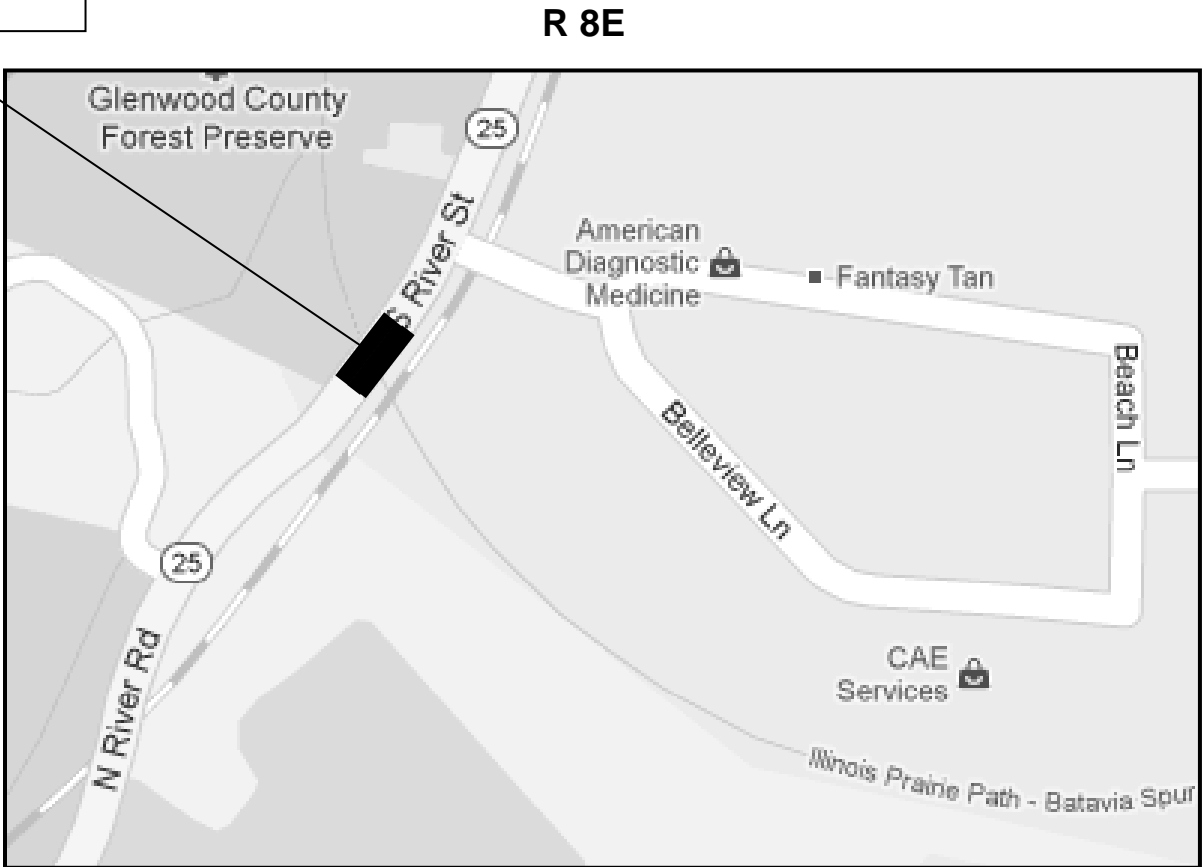 R 8E
Glenwood County
Forest Preserve
25
S River St
American
Diagnostic
Medicine
Fantasy Tan
Beach Ln
Belleview Ln
25
N River Rd
CAE
Services
Illinois Prairie Path - Batavia Spur